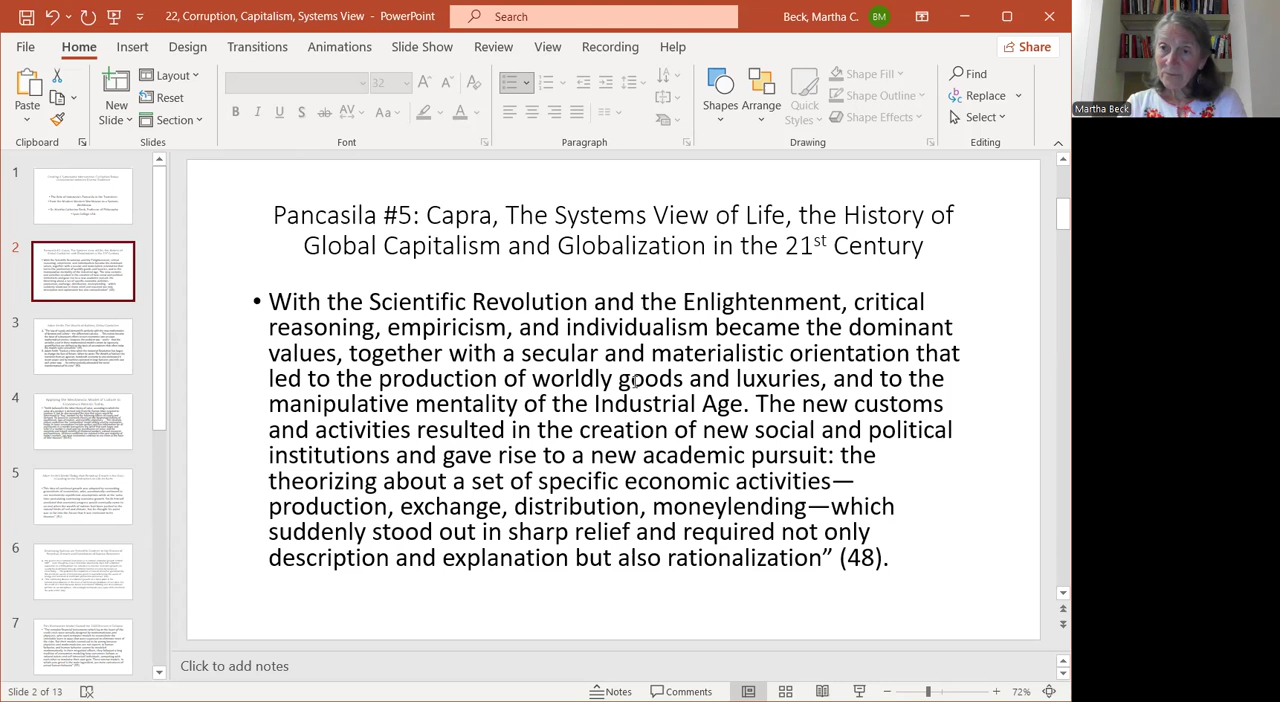 22, Corruption, Capitalism, Systems View - PowerPoint
Search
Beck, Martha C.
BM
File Home Insert Design Transitions Animations Slide Show Review View Recording Help
Share
Paste
New
Slide
Layout
Reset
Section
32
Shapes
Arrange
Quick
Styles
Shape Fill
Shape Outline
Shape Effects
Find
Replace
Select
Clipboard
Slides
Font
Paragraph
Drawing
Editing
Martha Beck
1
2
3
4
5
6
7
Pancasila #5: Capra, The Systems View of Life, the History of
Global Capitalism and Globalization in the 21st Century
• With the Scientific Revolution and the Enlightenment, critical
reasoning, empiricism, and individualism became the dominant
values, together with a secular and materialistic orientation that
led to the production of worldly goods and luxuries, and to the
manipulative mentality of the Industrial Age. The new customs
and activities resulted in the creation of new social and political
institutions and gave rise to a new academic pursuit: the
theorizing about a set of specific economic activities—
production, exchange, distribution, moneylending—which
suddenly stood out in sharp relief and required not only
description and explanation but also rationalization” (48).
Click to add notes
Slide 2 of 13
Notes
Comments
72%